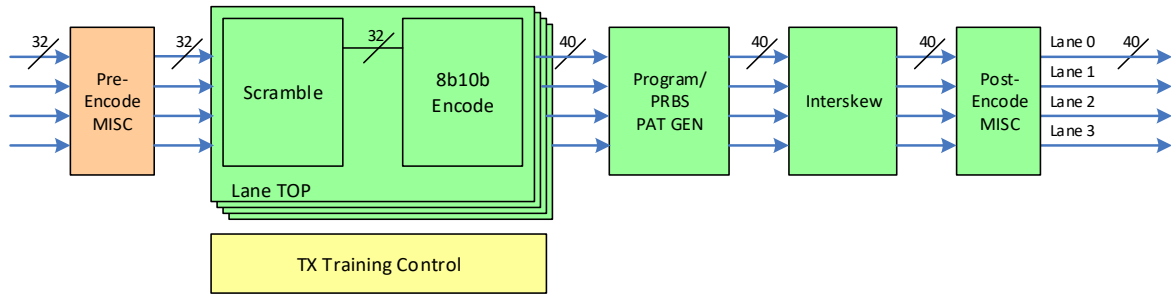 32
32
32
40
40
40
Lane 0
40
Pre-
Encode
MISC
Scramble
8b10b
Encode
Program/
PRBS
PAT GEN
Interskew
Post-
Encode
MISC
Lane 1
Lane 2
Lane 3
Lane TOP
TX Training Control